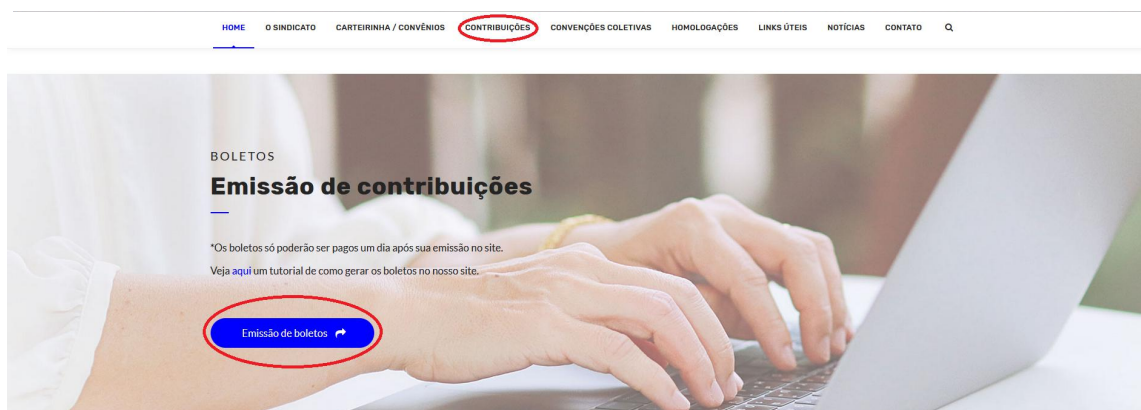 HOME O SINDICATO CARTEIRINHA / CONVÊNIOS CONTRIBUIÇÕES CONVENÇÕES COLETIVAS HOMOLOGAÇÕES LINKS ÚTEIS NOTÍCIAS CONTATO
BOLETOS
Emissão de contribuições
*Os boletos só poderão ser pagos um dia após sua emissão no site.
Veja aqui um tutorial de como gerar os boletos no nosso site.
Emissão de boletos